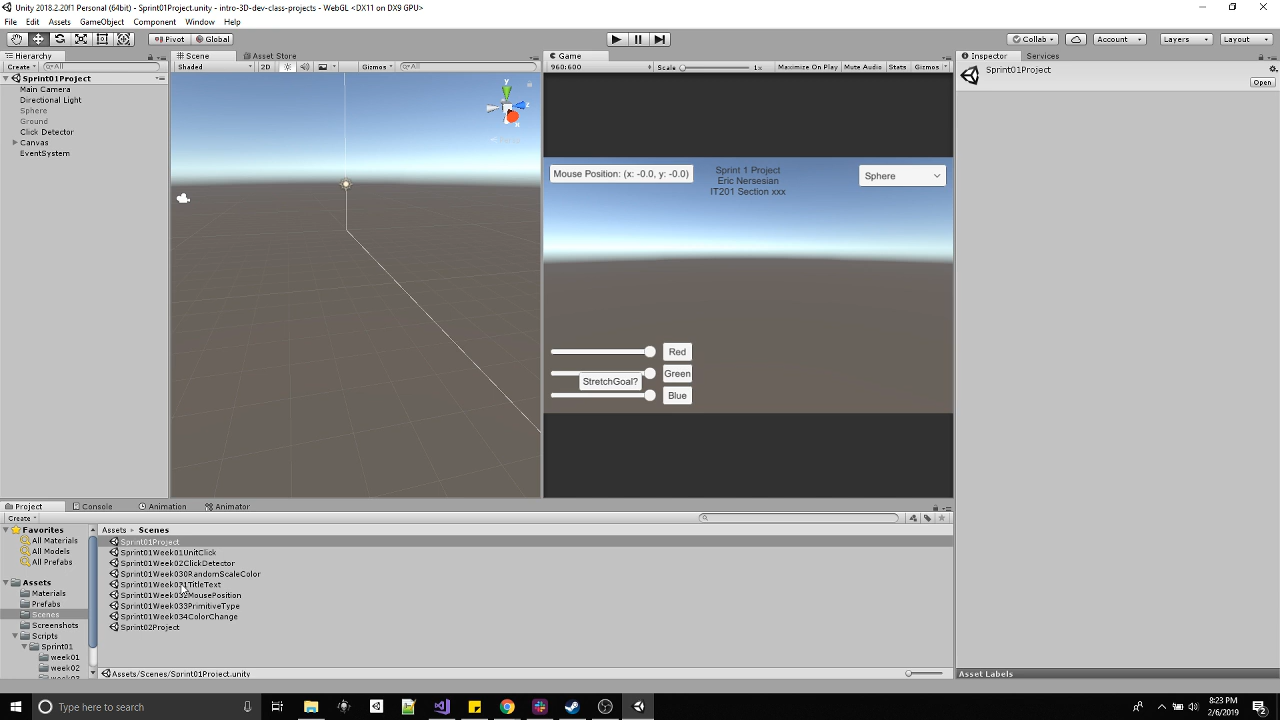 Unity 2018.2.20f1 Personal (64bit) - Sprint01Project.unity - intro-3D-dev-class-projects - WebGL <DX11 on DX9 GPU>
File Edit Assets GameObject Component Window Help
Pivot Global Collab Account Layers Layout
Hierarchy Scene Asset Store Game Inspector Services
Create All Shaded 2D Gizmos All 960:600 Scale 1x Maximize On Play Mute Audio Stats Gizmos
Sprint01Project
Open
Sprint01Project
Main Camera
Directional Light
Sphere
Ground
Click Detector
Canvas
EventSystem
y
z
x
Mouse Position: (x: -0.0, y: -0.0)
Sprint 1 Project
Eric Nersesian
IT201 Section xxx
Sphere
Red
Green
StretchGoal?
Blue
Project Console Animation Animator
Create
Favorites
All Materials
All Models
All Prefabs
Assets
Materials
Prefabs
Scenes
Screenshots
Scripts
Sprint01
week01
week02
Assets Scenes
Sprint01Project
Sprint01Week01UnitClick
Sprint01Week02ClickDetector
Sprint01Week030RandomScaleColor
Sprint01Week031TitleText
Sprint01Week032MousePosition
Sprint01Week033PrimitiveType
Sprint01Week034ColorChange
Sprint02Project
Assets/Scenes/Sprint01Project.unity
Asset Labels
Type here to search
8:23 PM
2/6/2019